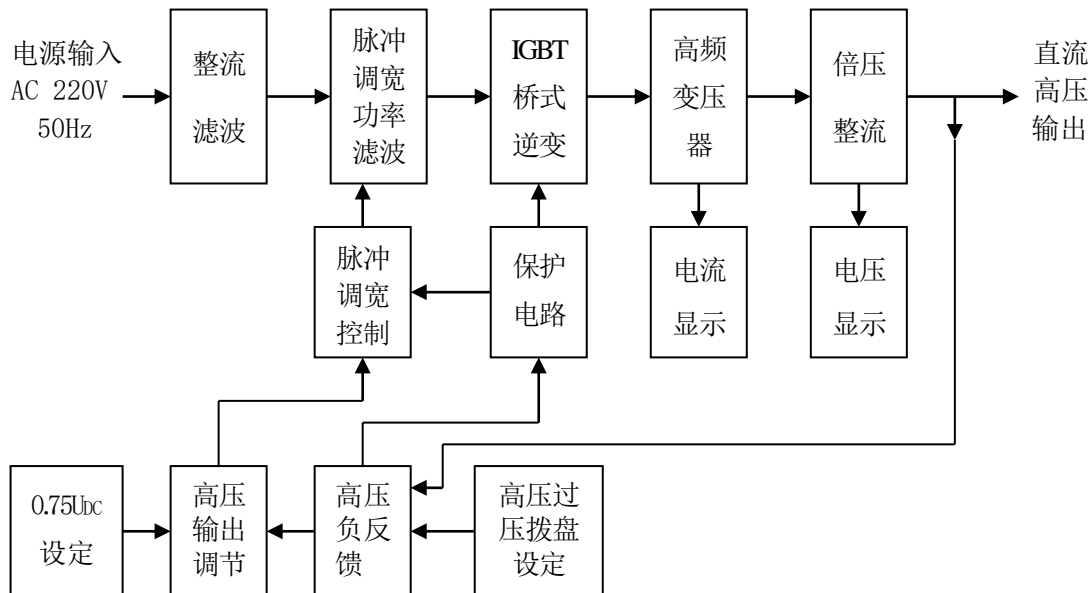 电源输入
AC 220V
50Hz
整流
滤波
脉冲
调宽
功率
滤波
IGBT
桥式
逆变
高频
变压
器
倍压
整流
直流
高压
输出
脉冲
调宽
控制
保护
电路
电流
显示
电压
显示
0.75UDC
设定
高压
输出
调节
高压
负反
馈
高压过
压拨盘
设定